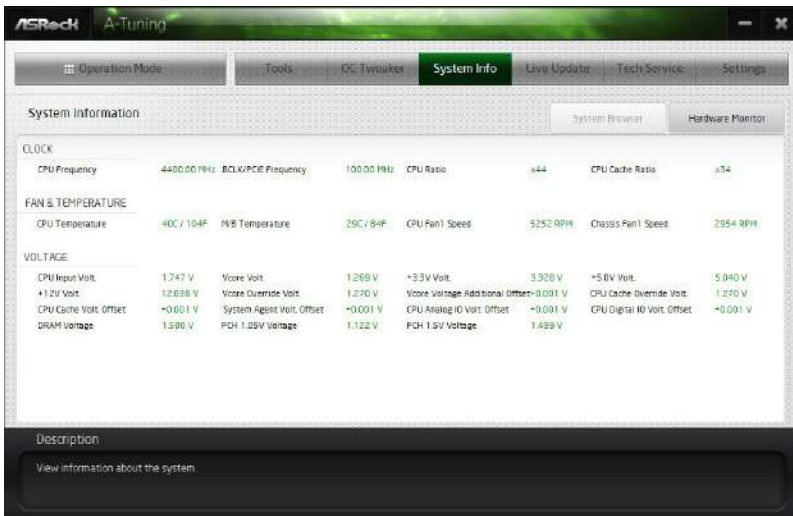 ASRock A-Tuning
Operation Mode Tools OC Tweaker System Info Live Update Tech Service Settings
System Information System Browser Hardware Monitor
CLOCK
CPU Frequency 4400.00 MHz BCLK/PCIE Frequency 100.00 MHz CPU Ratio x44 CPU Cache Ratio x34
FAN & TEMPERATURE
CPU Temperature 40C / 104F M/B Temperature 29C / 84F CPU Fan1 Speed 5252 RPM Chassis Fan1 Speed 2954 RPM
VOLTAGE
CPU Input Volt. 1.747 V Vcore Volt. 1.269 V +3.3V Volt. 3.328 V +5.0V Volt. 5.040 V
+12V Volt. 12.038 V Vcore Override Volt. 1.270 V Vcore Voltage Additional Offset +0.001 V CPU Cache Override Volt. 1.270 V
CPU Cache Volt. Offset +0.001 V System Agent Volt. Offset +0.001 V CPU Analog IO Volt. Offset +0.001 V CPU Digital IO Volt. Offset +0.001 V
DRAM Voltage PCH 1.05V Voltage 1.122 V PCH 1.5V Voltage 1.499 V
Description
View information about the system.